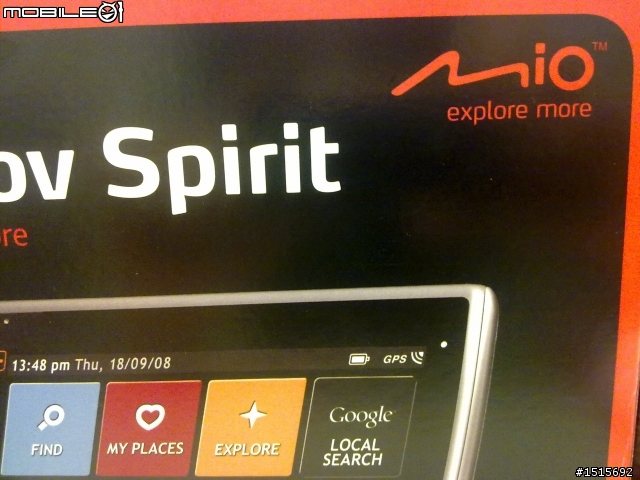 MOBILE01
mio™
explore more
ov Spirit
re
13:48 pm Thu, 18/09/08
GPS
FIND
MY PLACES
EXPLORE
Google
LOCAL
SEARCH
#1515692